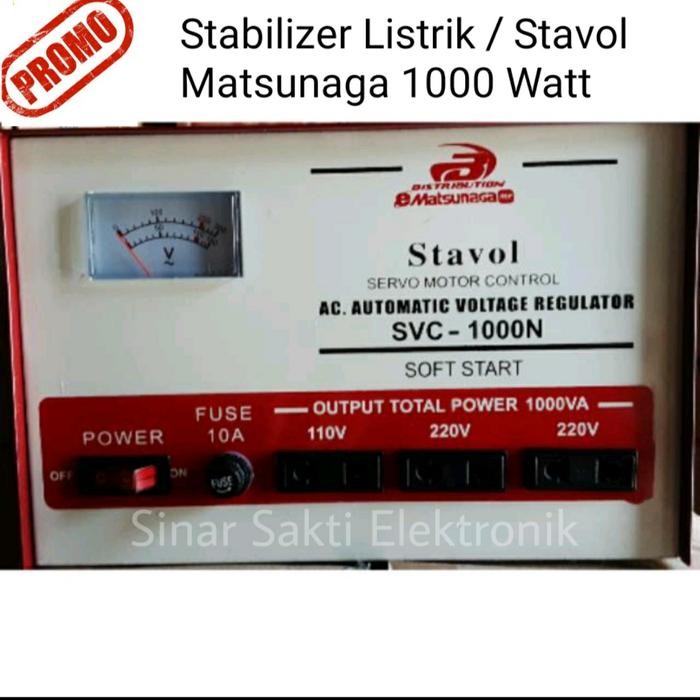 PROMO
Stabilizer Listrik / Stavol
Matsunaga 1000 Watt
DISTRIBUTION
Matsunaga
Stavol
SERVO MOTOR CONTROL
AC. AUTOMATIC VOLTAGE REGULATOR
SVC - 1000N
SOFT START
V
OUTPUT TOTAL POWER 1000VA
POWER
FUSE
10A
110V
220V
220V
OFF
ON
FUSE
Sinar Sakti Elektronik